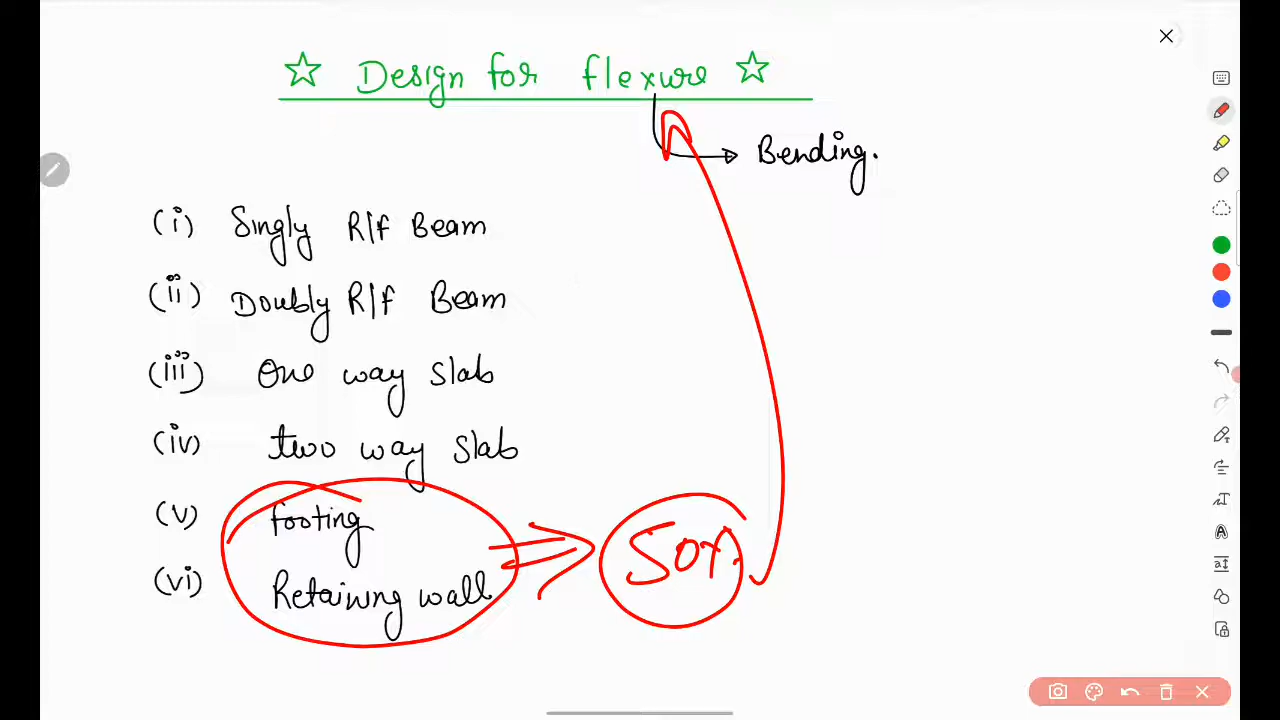 ☆ Design for flexure ☆
Bending.
(i) Singly R/f Beam
(ii) Doubly R/f Beam
(iii) One way slab
(iv) two way slab
(v) footing
(vi) Retaining wall
50%